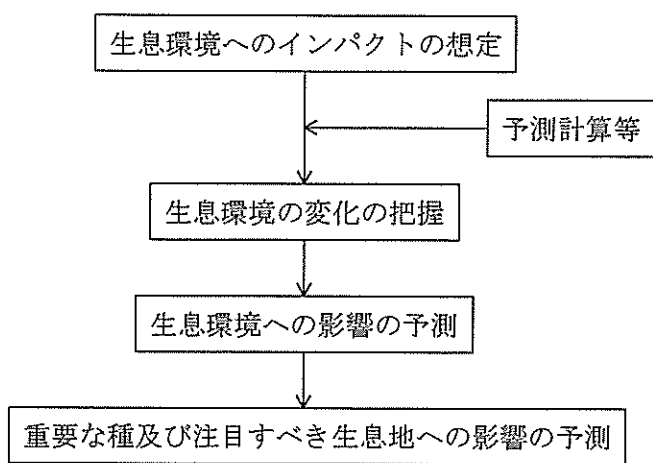 生息環境へのインパクトの想定
予測計算等
生息環境の変化の把握
生息環境への影響の予測
重要な種及び注目すべき生息地への影響の予測